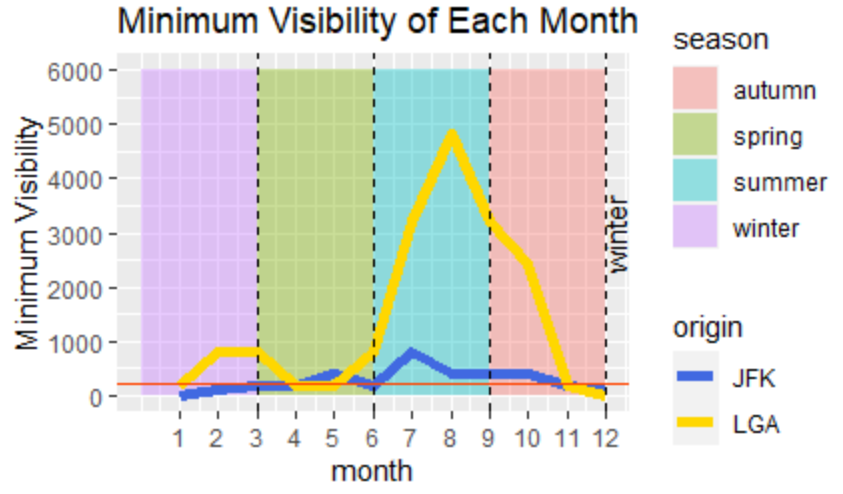 Minimum Visibility of Each Month
Minimum Visibility
6000
5000
4000
3000
2000
1000
0
1 2 3 4 5 6 7 8 9 10 11 12
month
winter
season
autumn
spring
summer
winter
origin
JFK
LGA